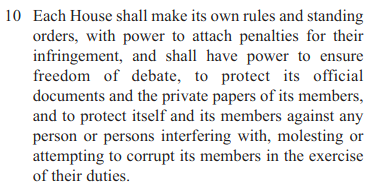 10 Each House shall make its own rules and standing
orders, with power to attach penalties for their
infringement, and shall have power to ensure
freedom of debate, to protect its official
documents and the private papers of its members,
and to protect itself and its members against any
person or persons interfering with, molesting or
attempting to corrupt its members in the exercise
of their duties.